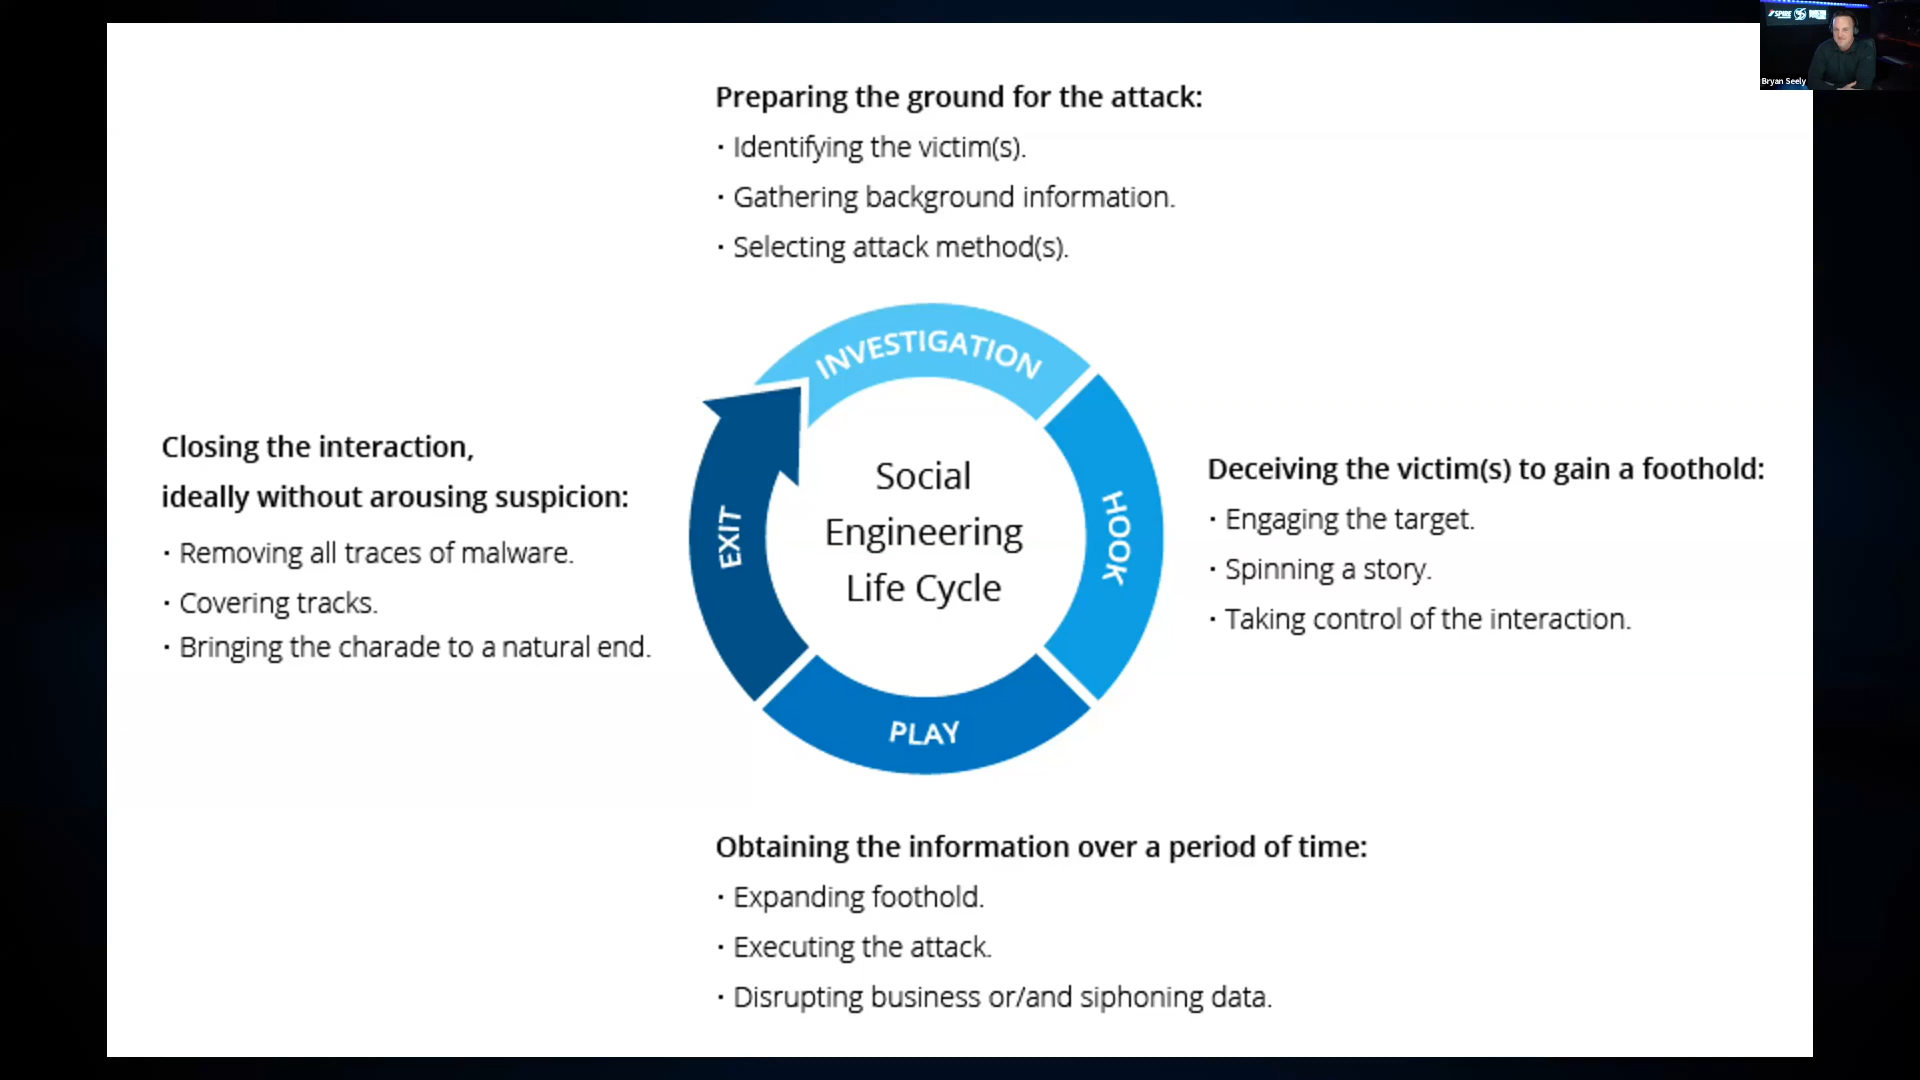 Preparing the ground for the attack:
· Identifying the victim(s).
· Gathering background information.
· Selecting attack method(s).
INVESTIGATION
HOOK
PLAY
EXIT
Social
Engineering
Life Cycle
Deceiving the victim(s) to gain a foothold:
· Engaging the target.
· Spinning a story.
· Taking control of the interaction.
Obtaining the information over a period of time:
· Expanding foothold.
· Executing the attack.
· Disrupting business or/and siphoning data.
Closing the interaction,
ideally without arousing suspicion:
· Removing all traces of malware.
· Covering tracks.
· Bringing the charade to a natural end.
Bryan Seely